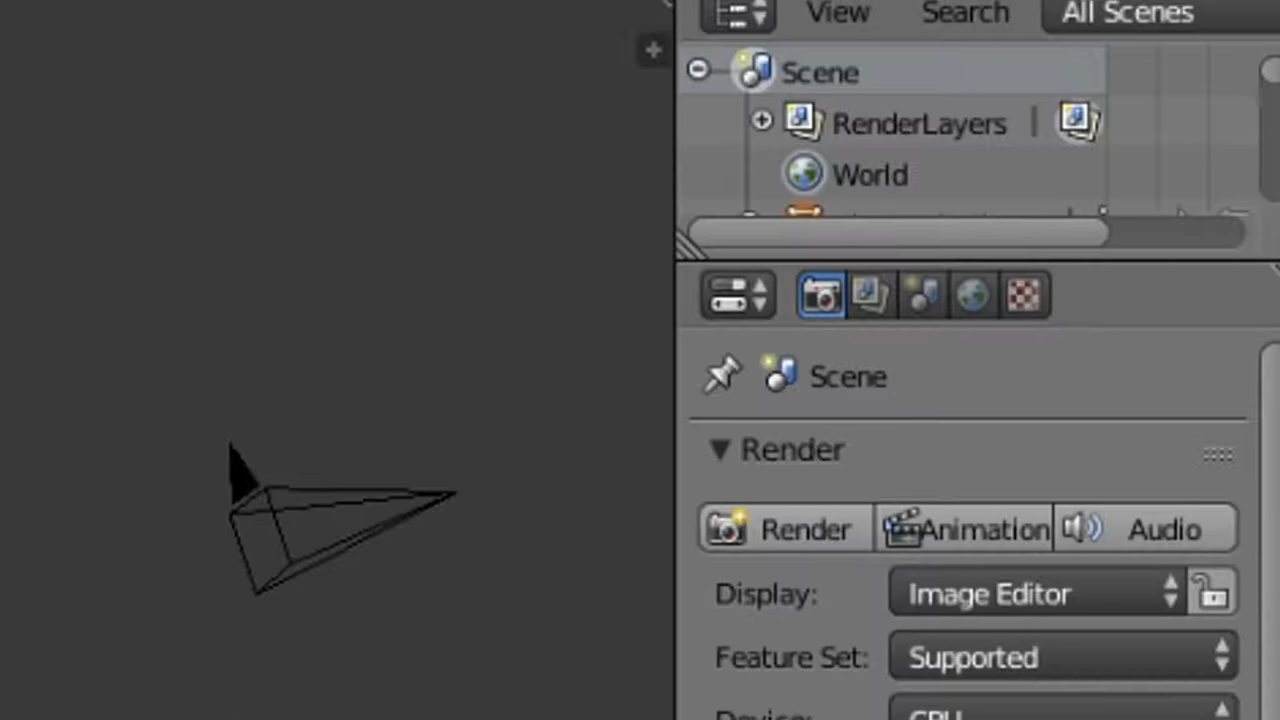 View Search All Scenes
Scene
RenderLayers
World
Scene
Render
Render Animation Audio
Display: Image Editor
Feature Set: Supported